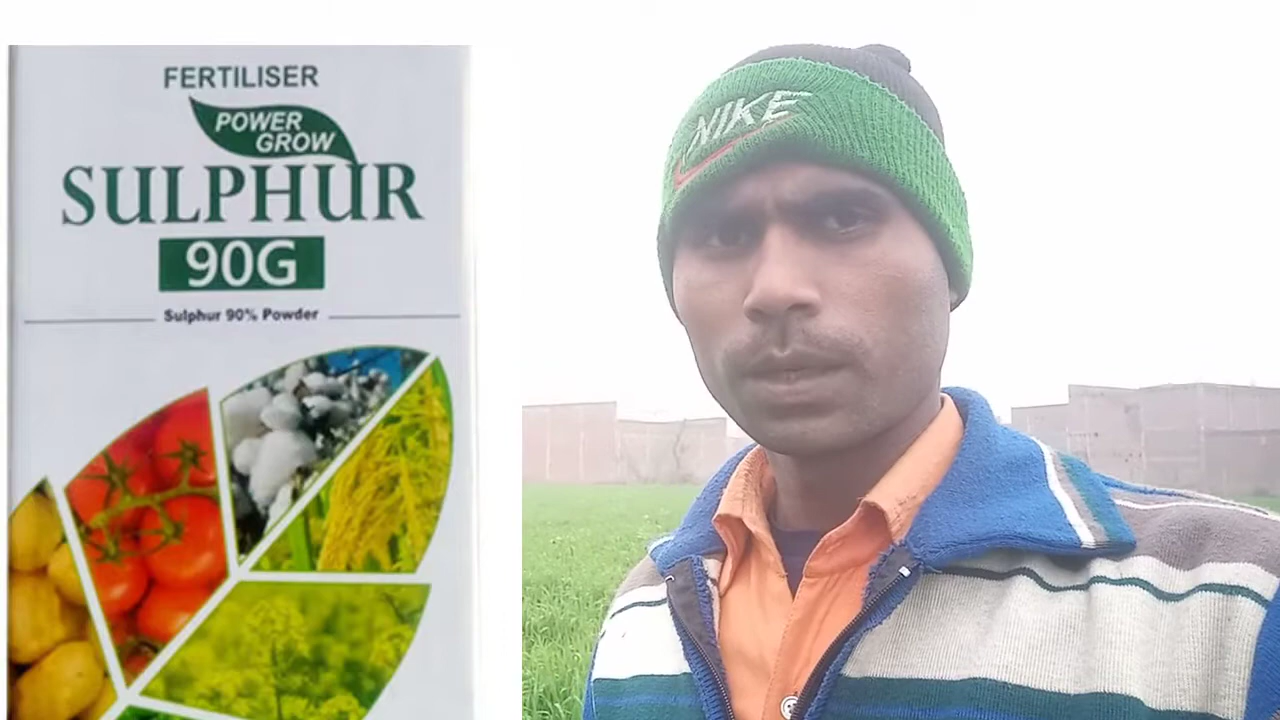 FERTILISER
POWER
GROW
SULPHUR
90G
Sulphur 90% Powder
NIKE